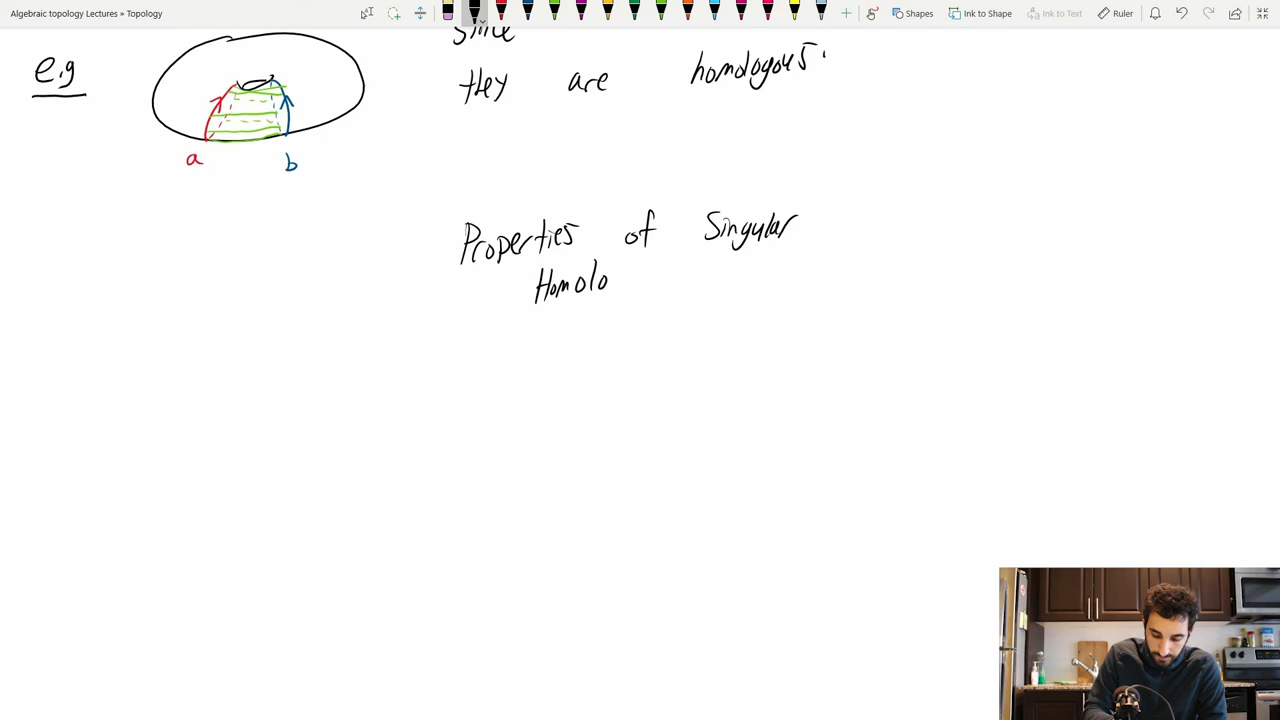 Algebraic topology Lectures » Topology
Shapes
Ink to Shape
Ink to Text
Ruler
since
e.g
they are homologous.
a
b
Properties of Singular
Homolo